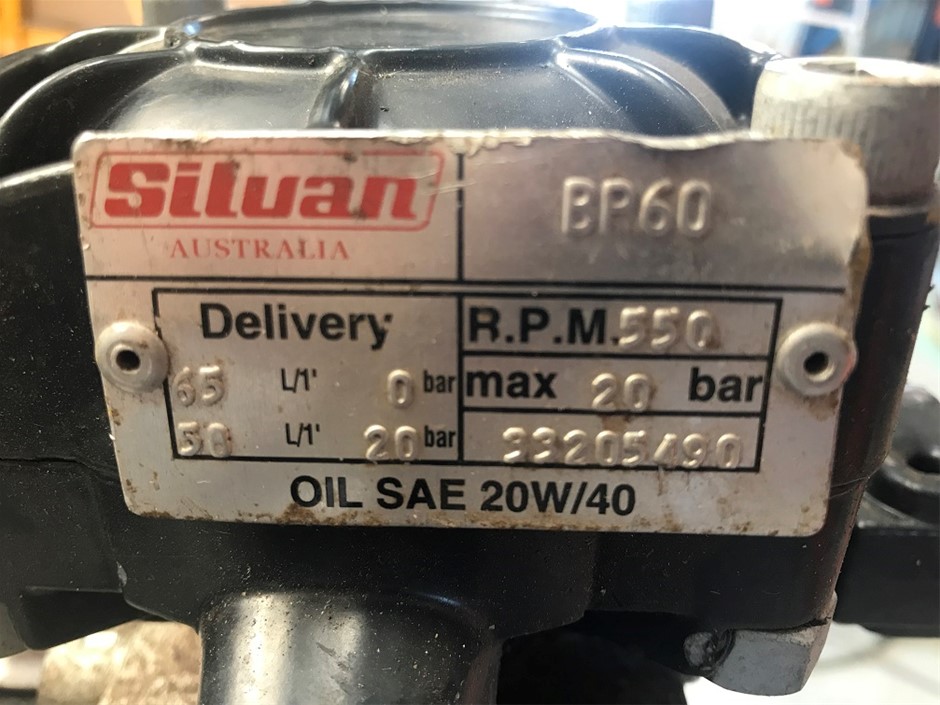 Silvan
AUSTRALIA
BP60
Delivery R.P.M. 550
65 L/1' 0 bar max 20 bar
58 L/1' 20 bar 33205490
OIL SAE 20W/40